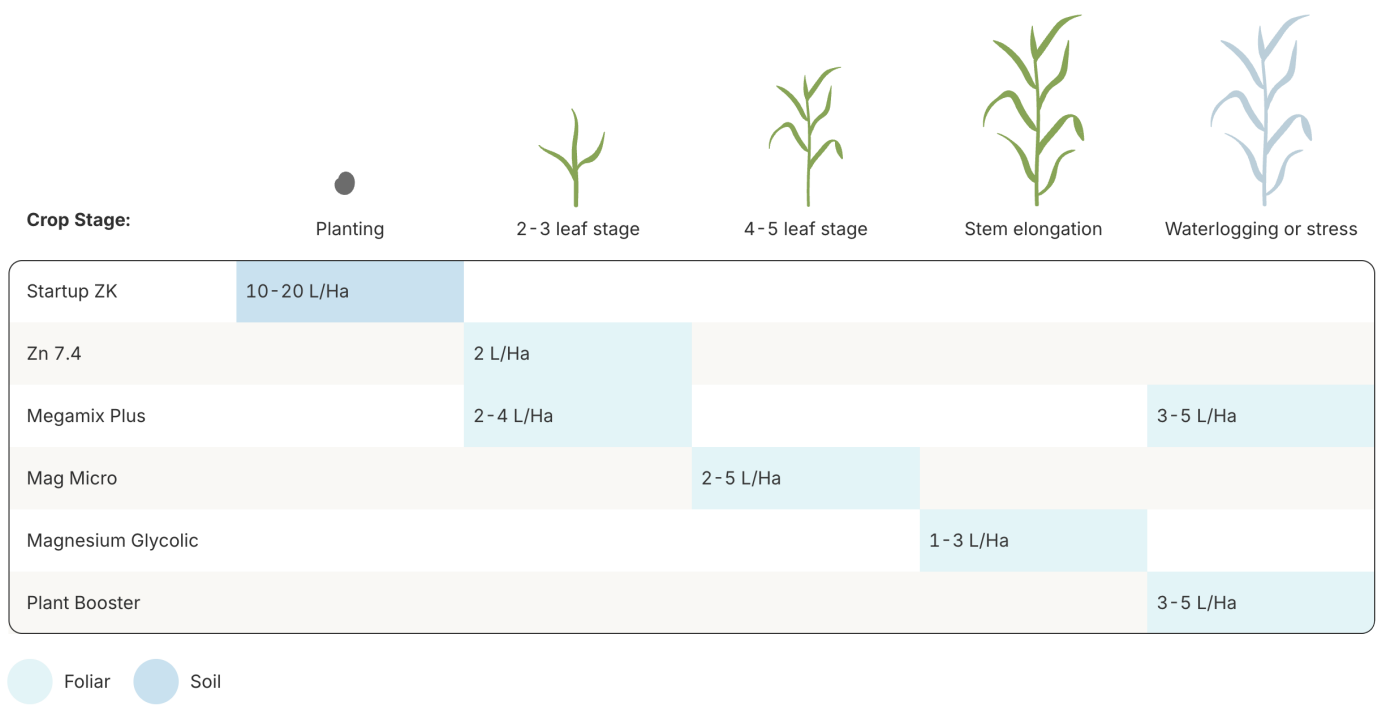 Crop Stage:
Planting
2-3 leaf stage
4-5 leaf stage
Stem elongation
Waterlogging or stress
Startup ZK
10-20 L/Ha
Zn 7.4
2 L/Ha
Megamix Plus
2-4 L/Ha
3-5 L/Ha
Mag Micro
2-5 L/Ha
Magnesium Glycolic
1-3 L/Ha
Plant Booster
3-5 L/Ha
Foliar
Soil